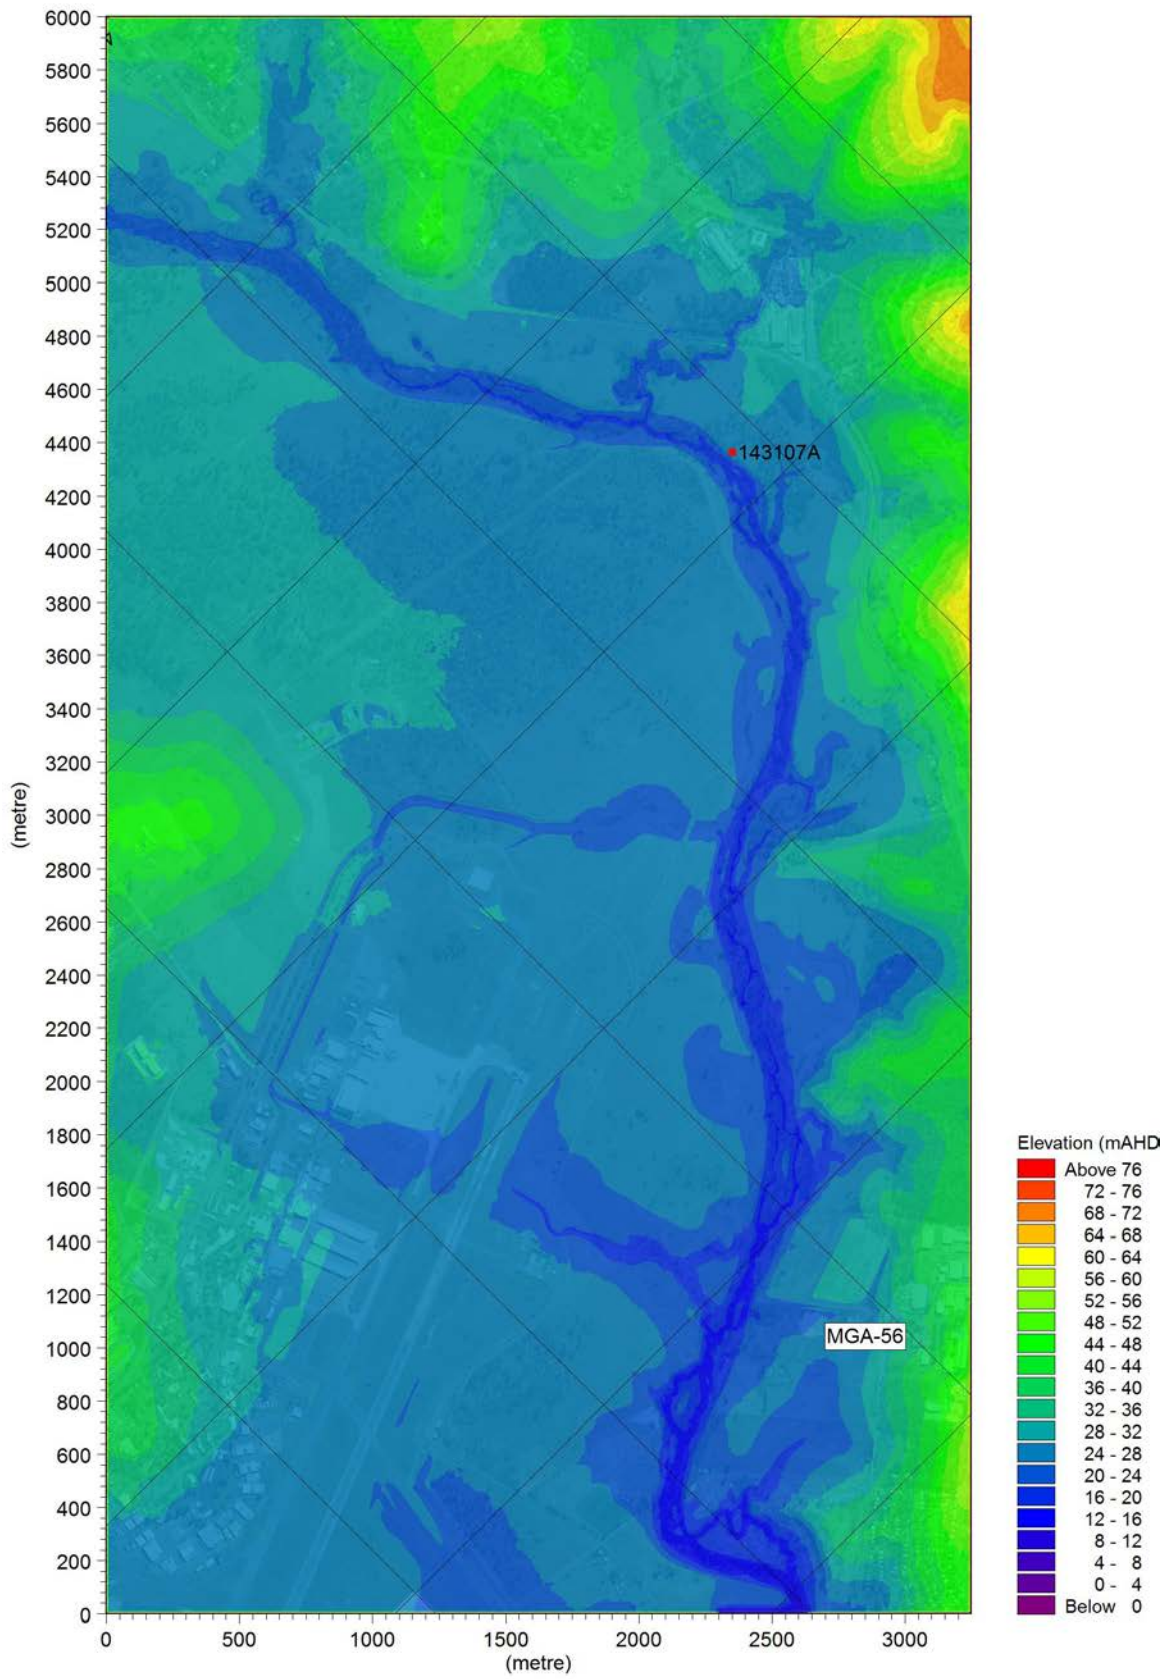 6000
5800
5600
5400
5200
5000
4800
4600
4400
4200
4000
3800
3600
3400
3200
3000
2800
2600
2400
2200
2000
1800
1600
1400
1200
1000
800
600
400
200
0
(metre)
143107A
MGA-56
0 500 1000 1500 2000 2500 3000
(metre)
Elevation (mAHD
Above 76
72 - 76
68 - 72
64 - 68
60 - 64
56 - 60
52 - 56
48 - 52
44 - 48
40 - 44
36 - 40
32 - 36
28 - 32
24 - 28
20 - 24
16 - 20
12 - 16
8 - 12
4 - 8
0 - 4
Below 0